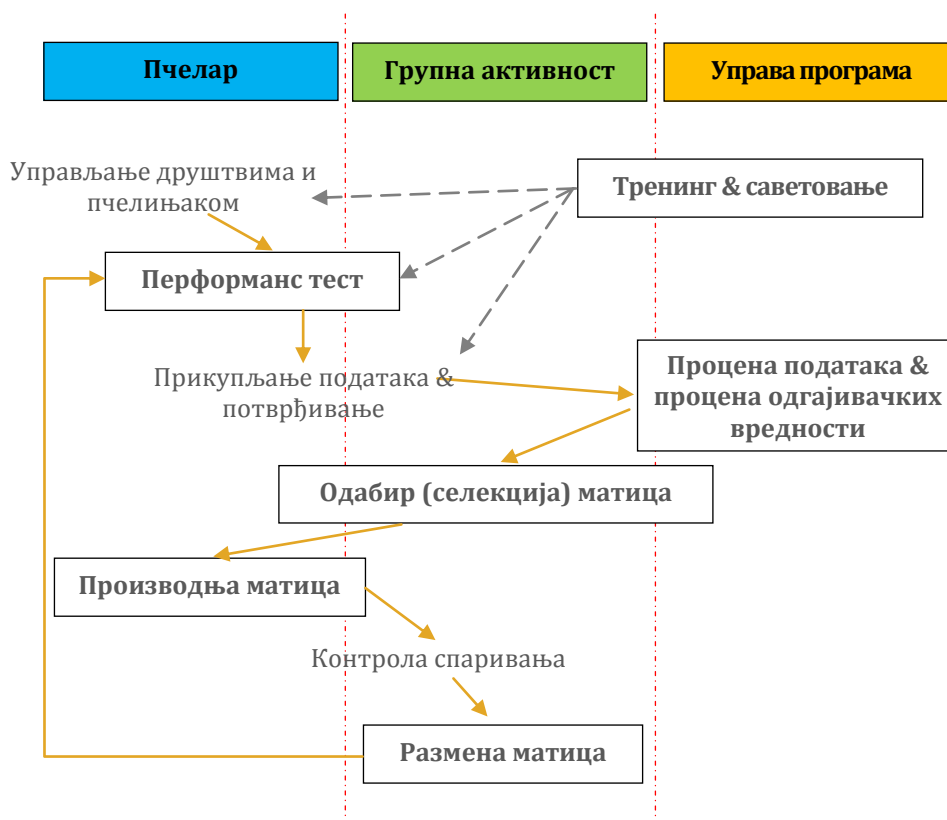 Пчелар
Групна активност
Управа програма
Управљање друштвима и
пчелињаком
Тренинг & саветовање
Перформанс тест
Прикупљање података &
потврђивање
Процена података &
процена одгајивачких
вредности
Одабир (селекција) матица
Производња матица
Контрола спаривања
Размена матица